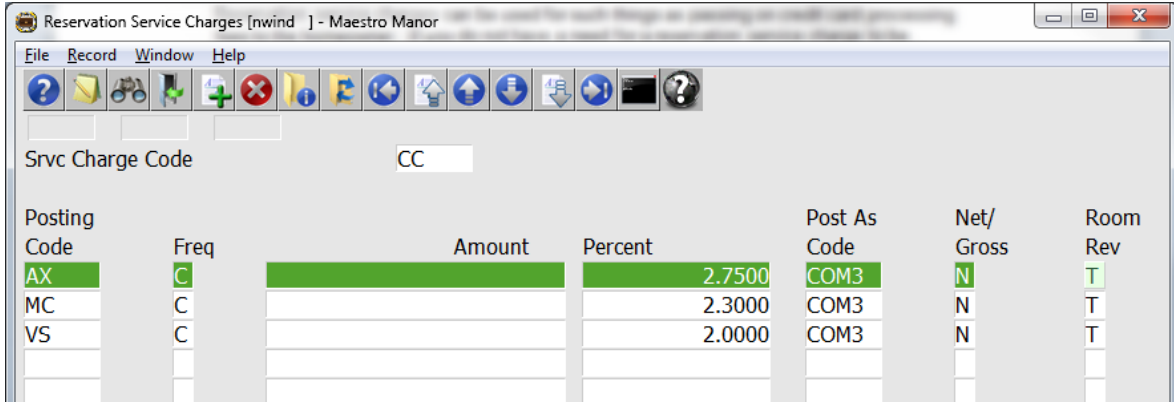 Reservation Service Charges [nwind ] - Maestro Manor
File Record Window Help
Srvc Charge Code CC
Posting Post As Net/ Room
Code Freq Amount Percent Code Gross Rev
AX C 2.7500 COM3 N T
MC C 2.3000 COM3 N T
VS C 2.0000 COM3 N T